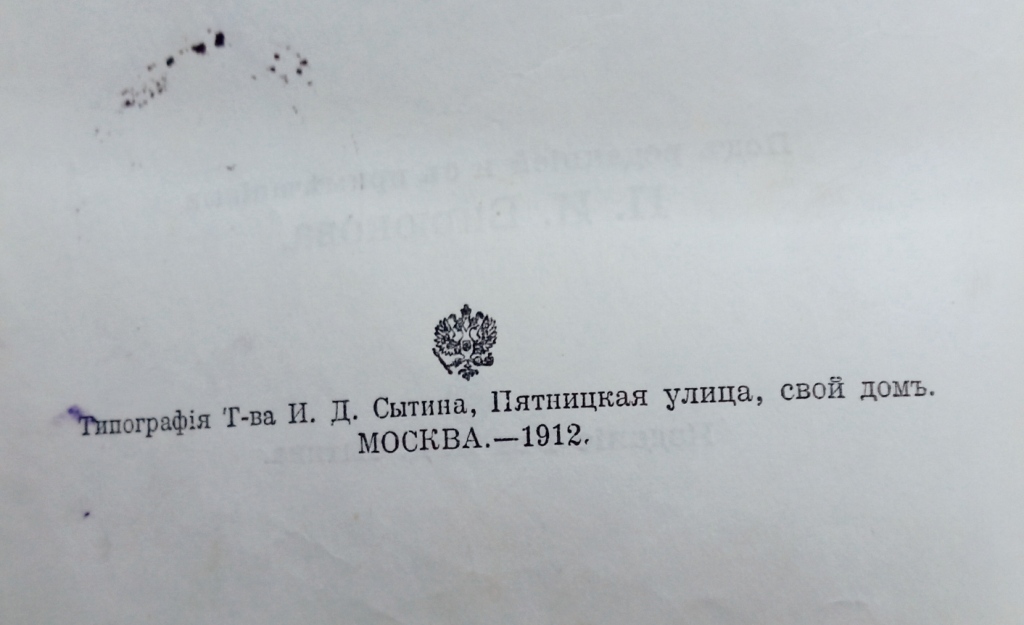 Типографія Т-ва И. Д. Сытина, Пятницкая улица, свой домъ.
МОСКВА.—1912.